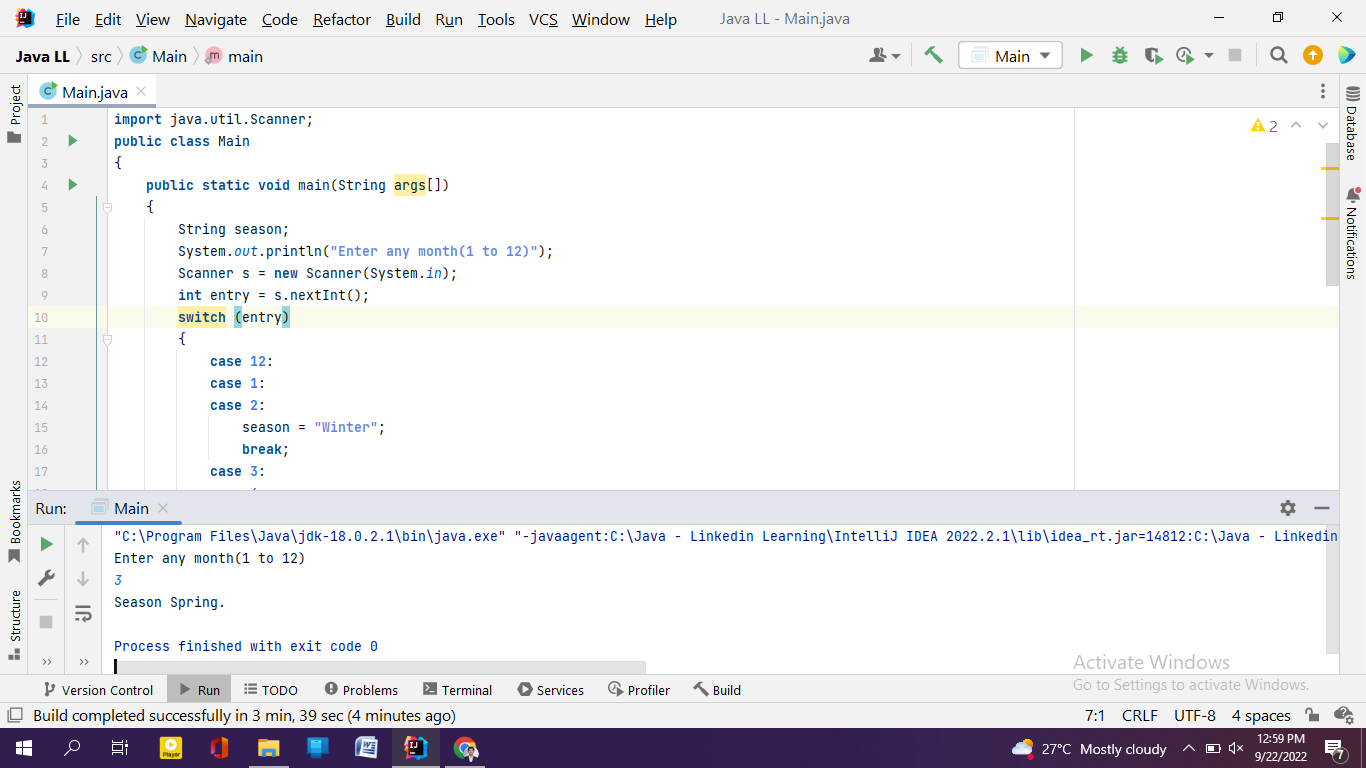 File Edit View Navigate Code Refactor Build Run Tools VCS Window Help Java LL - Main.java
Java LL src Main main Main
Project
Main.java
2
Database
Notifications
1 import java.util.Scanner;
2 public class Main
3 {
4 public static void main(String args[])
5 {
6 String season;
7 System.out.println("Enter any month(1 to 12)");
8 Scanner s = new Scanner(System.in);
9 int entry = s.nextInt();
10 switch (entry)
11 {
12 case 12:
13 case 1:
14 case 2:
15 season = "Winter";
16 break;
17 case 3:
Bookmarks
Structure
Run: Main
"C:\Program Files\Java\jdk-18.0.2.1\bin\java.exe" "-javaagent:C:\Java - Linkedin Learning\IntelliJ IDEA 2022.2.1\lib\idea_rt.jar=14812:C:\Java - Linkedin
Enter any month(1 to 12)
3
Season Spring.
Process finished with exit code 0
Activate Windows
Go to Settings to activate Windows.
Version Control Run TODO Problems Terminal Services Profiler Build
Build completed successfully in 3 min, 39 sec (4 minutes ago) 7:1 CRLF UTF-8 4 spaces
27°C Mostly cloudy
12:59 PM
9/22/2022
7